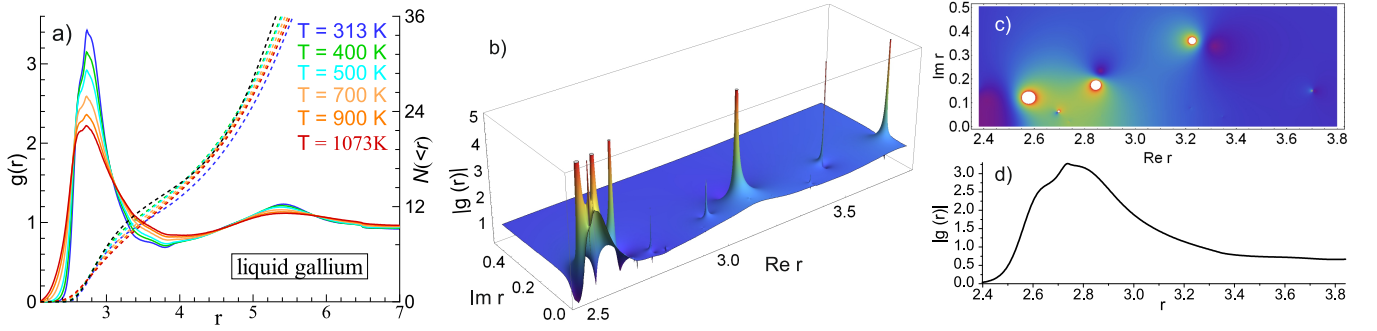 a)
g(r)
3
2
1
0
3
4
5
6
7
r
36
24
12
0
N(<r)
T = 313 K
T = 400 K
T = 500 K
T = 700 K
T = 900 K
T = 1073K
liquid gallium
b)
|g (r)|
5
4
3
2
1
0.4
0.2
0.0
Im r
2.5
3.0
3.5
Re r
c)
Im r
0.5
0.4
0.3
0.2
0.1
0.0
2.4
2.6
2.8
3.0
3.2
3.4
3.6
3.8
Re r
d)
|g (r)|
3.0
2.5
2.0
1.5
1.0
0.5
0.0
2.4
2.6
2.8
3.0
3.2
3.4
3.6
3.8
r